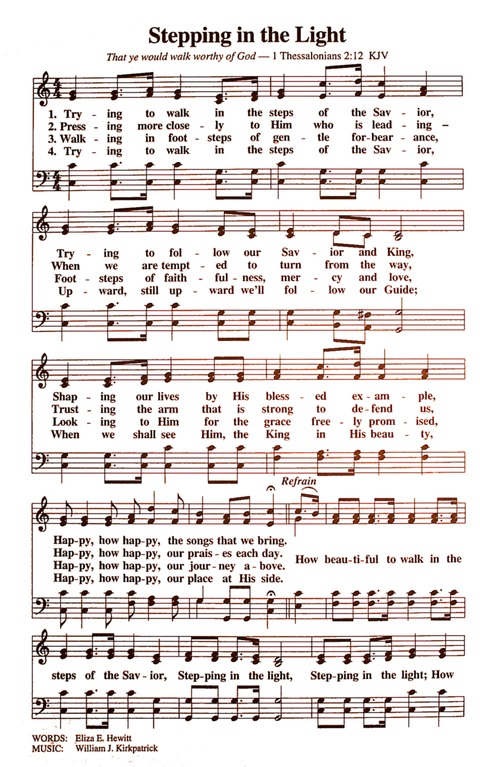 Stepping in the Light
That ye would walk worthy of God — 1 Thessalonians 2:12 KJV
1. Try - ing to walk in the steps of the Sav - ior,
2. Press - ing more close - ly to Him who is lead - ing –
3. Walk - ing in foot - steps of gen - tle for-bear - ance,
4. Try - ing to walk in the steps of the Sav - ior,
Try - ing to fol - low our Sav - ior and King,
When we are tempt - ed to turn from the way,
Foot - steps of faith - ful - ness, mer - cy and love,
Up - ward, still up - ward we'll fol - low our Guide;
Shap - ing our lives by His bless - ed ex - am - ple,
Trust - ing the arm that is strong to de - fend us,
Look - ing to Him for the grace free - ly prom - ised,
When we shall see Him, the King in His beau - ty,
Refrain
Hap-py, how hap-py, the songs that we bring.
Hap-py, how hap-py, our prais - es each day.
Hap-py, how hap-py, our jour - ney a - bove.
Hap-py, how hap-py, our place at His side.
How beau-ti-ful to walk in the
steps of the Sav - ior, Step-ping in the light, Step-ping in the light; How
WORDS: Eliza E. Hewitt
MUSIC: William J. Kirkpatrick